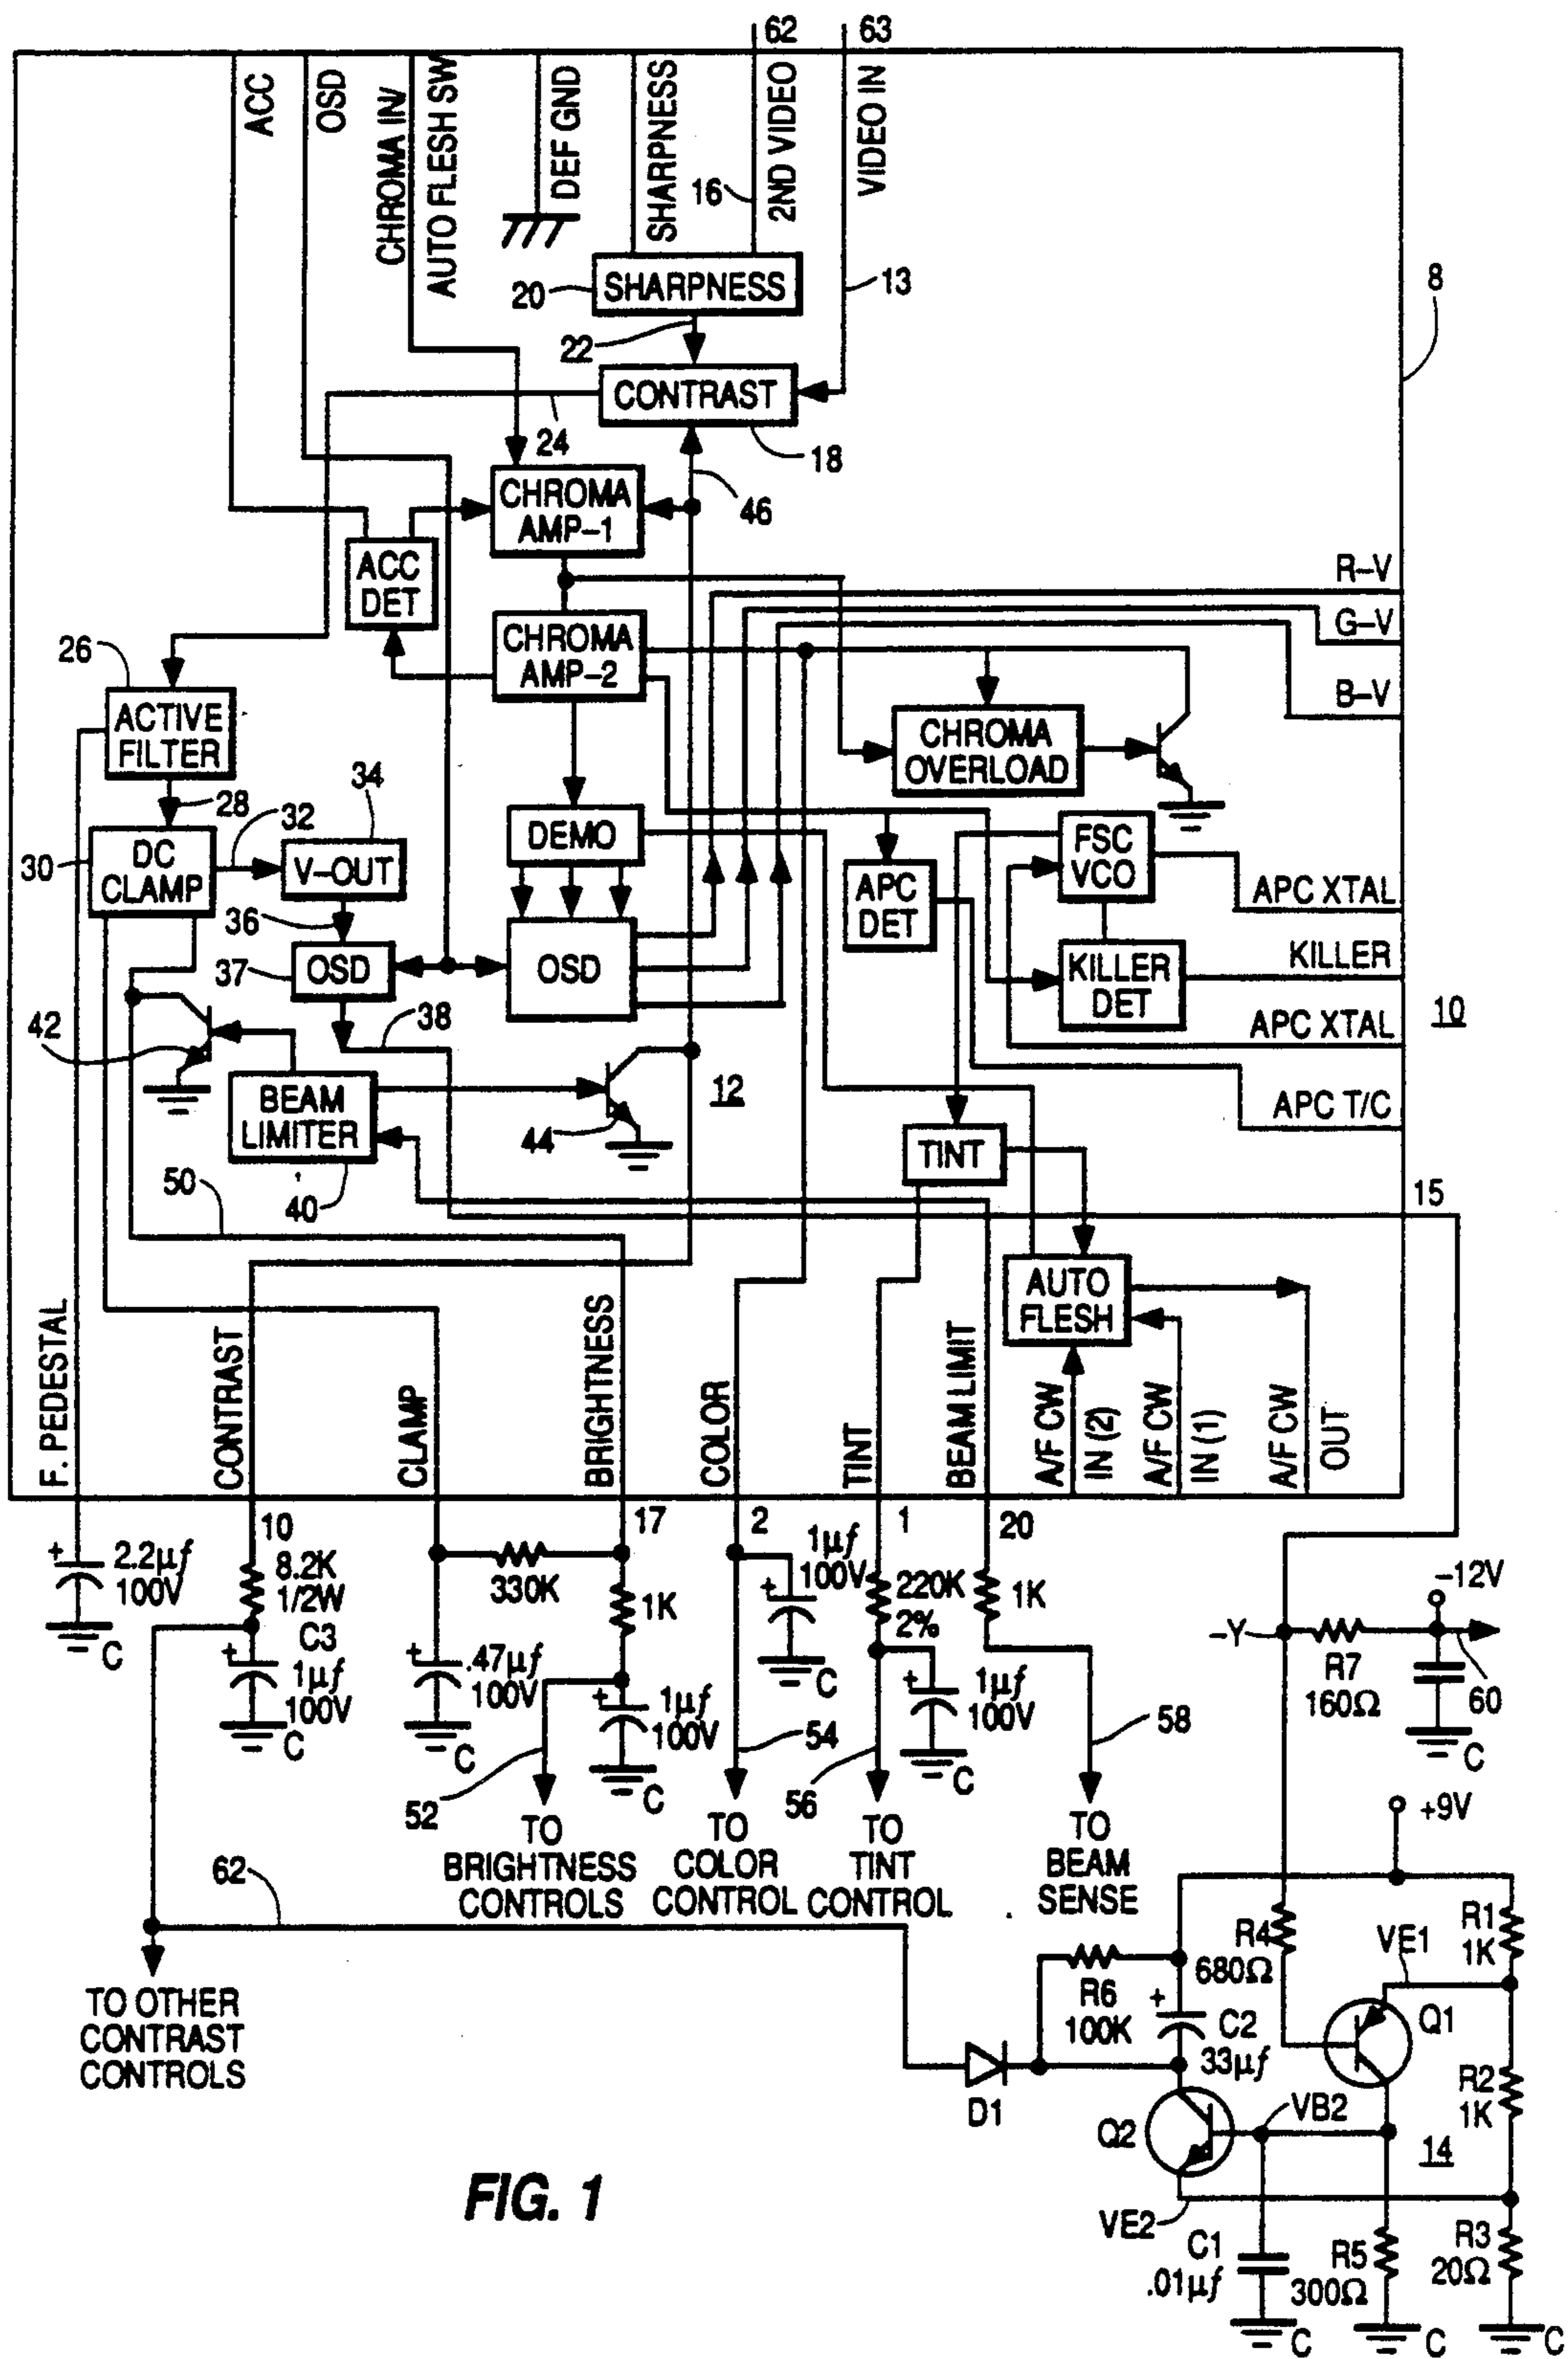 62
63
ACC
OSD
CHROMA IN/
AUTO FLESH SW
DEF GND
SHARPNESS
2ND VIDEO
VIDEO IN
16
13
8
20
SHARPNESS
22
CONTRAST
24
18
46
CHROMA
AMP-1
ACC
DET
R-V
G-V
B-V
26
CHROMA
AMP-2
ACTIVE
FILTER
CHROMA
OVERLOAD
28
34
32
30
DC
CLAMP
V-OUT
DEMO
FSC
VCO
APC
DET
APC XTAL
36
37
OSD
OSD
KILLER
DET
KILLER
10
APC XTAL
42
38
12
BEAM
LIMITER
44
APC T/C
TINT
50
40
15
AUTO
FLESH
F. PEDESTAL
CONTRAST
CLAMP
BRIGHTNESS
COLOR
TINT
BEAM LIMIT
A/F CW
IN (2)
A/F CW
IN (1)
A/F CW
OUT
10
17
2
1
20
+
2.2µf
100V
C
8.2K
1/2W
C3
+
1µf
100V
C
330K
+
.47µf
100V
C
1K
+
1µf
100V
C
1µf
100V
+
C
220K
2%
+
1µf
100V
C
1K
-12V
-Y
R7
160Ω
60
C
52
54
56
58
TO
BRIGHTNESS
CONTROLS
TO
COLOR
CONTROL
TO
TINT
CONTROL
TO
BEAM
SENSE
+9V
62
TO OTHER
CONTRAST
CONTROLS
R4
680Ω
VE1
R1
1K
R6
100K
+
C2
33µf
Q1
D1
R2
1K
Q2
VB2
14
VE2
C1
.01µf
R5
300Ω
R3
20Ω
C
C
C
FIG. 1